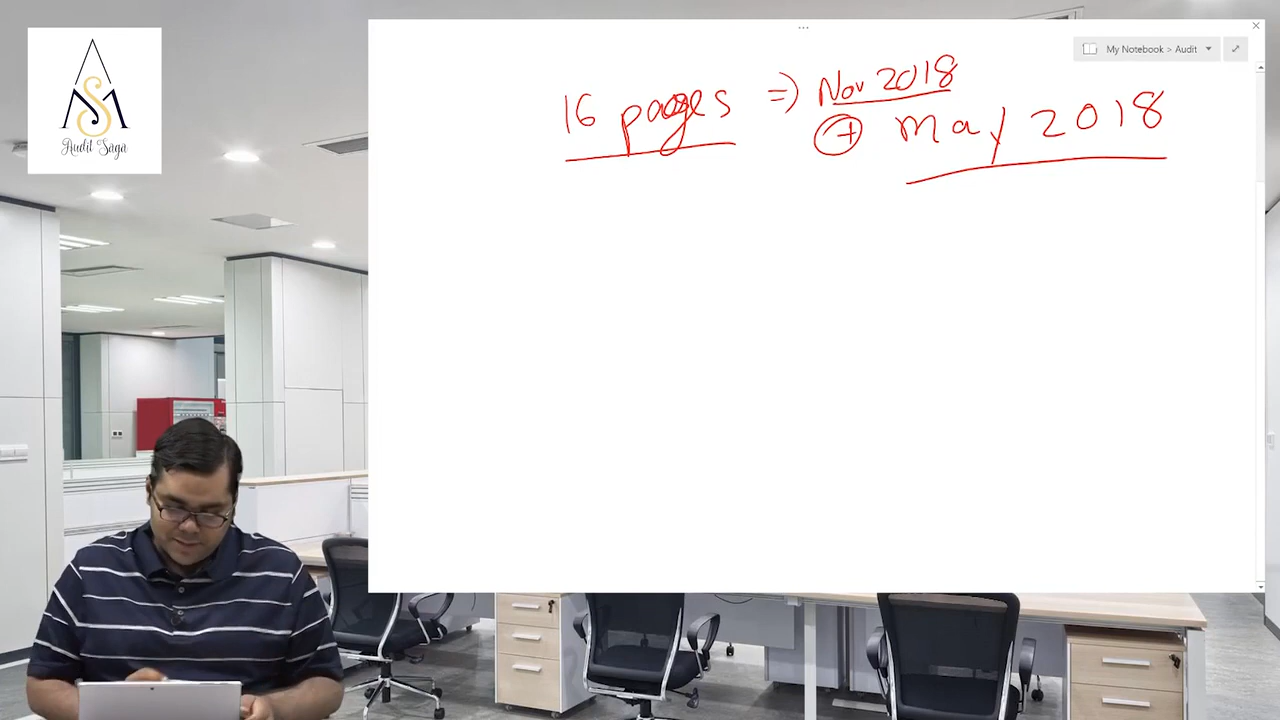 Audit Saga
My Notebook > Audit
16 pages => Nov 2018
+ May 2018